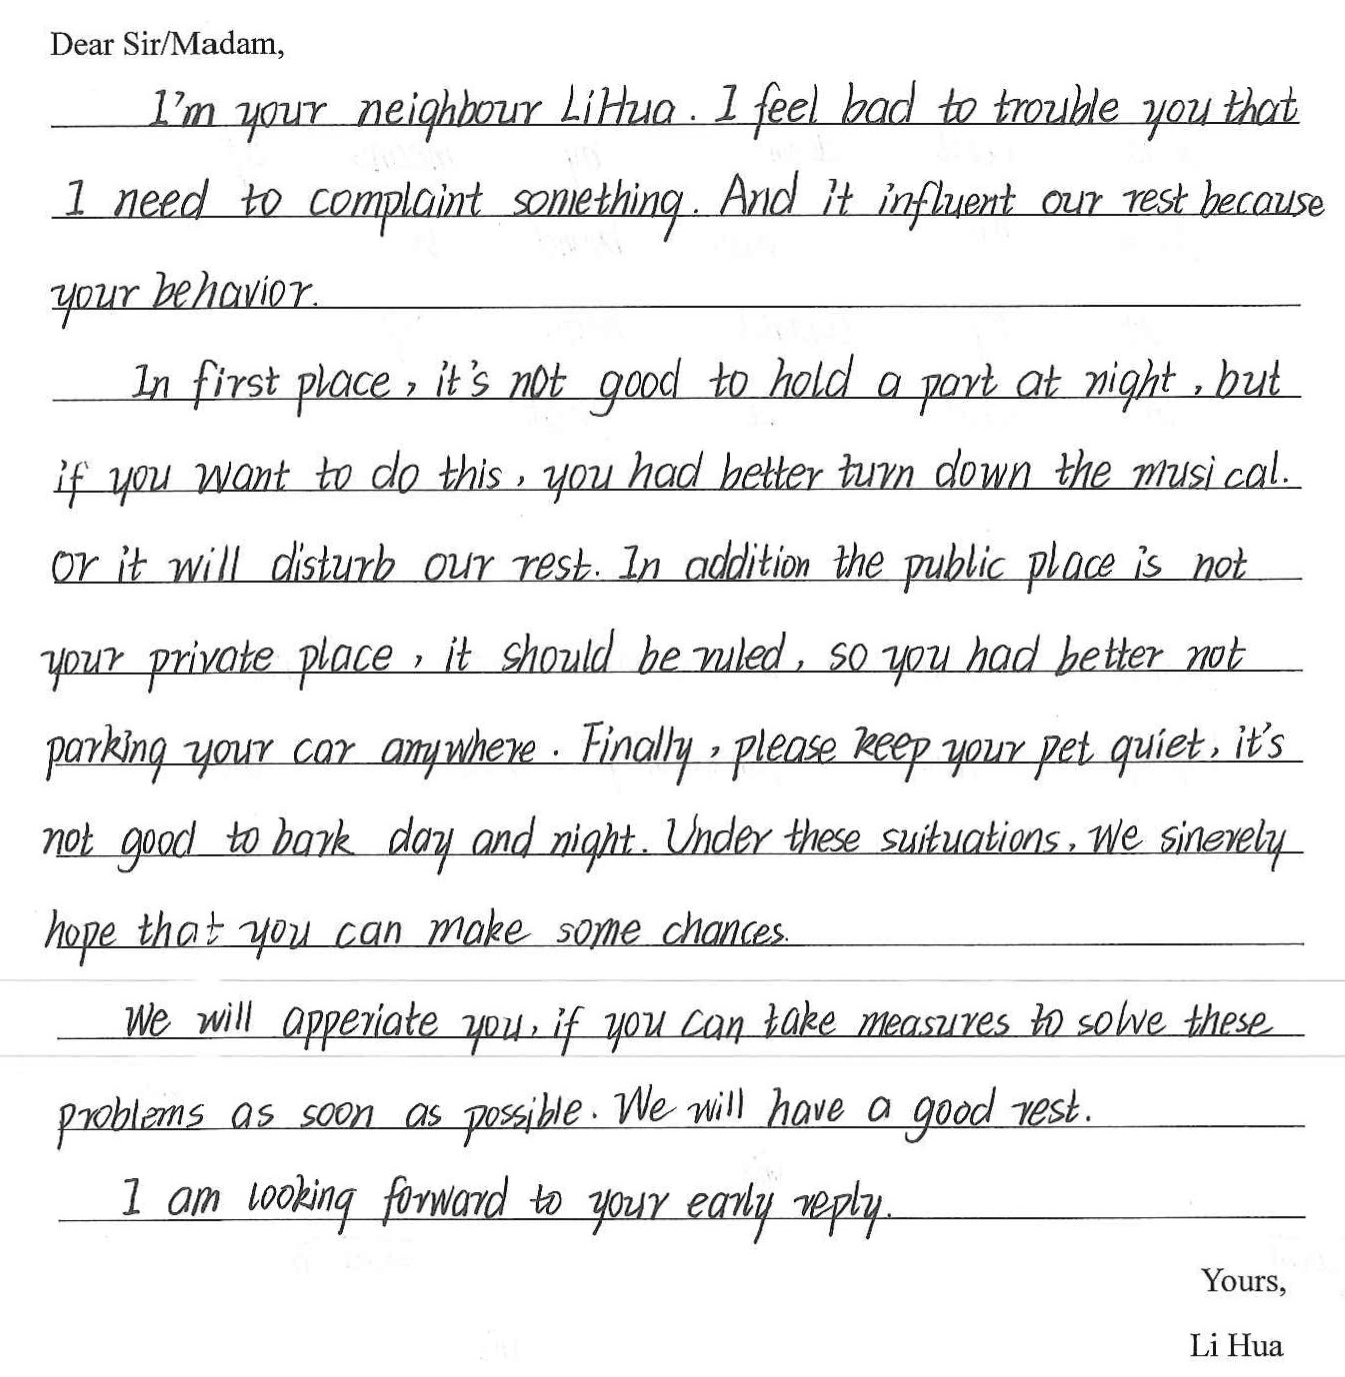 Dear Sir/Madam,
I'm your neighbour LiHua. I feel bad to trouble you that
I need to complaint something. And it influent our rest because
your behavior.
In first place, it's not good to hold a part at night, but
if you want to do this, you had better turn down the musical.
or it will disturb our rest. In addition the public place is not
your private place, it should be ruled, so you had better not
parking your car anywhere. Finally, please keep your pet quiet, it's
not good to bark day and night. Under these suituations, we sinerely
hope that you can make some chances.
We will apperiate you, if you can take measures to solve these
problems as soon as possible. We will have a good rest.
I am looking forward to your early reply.
Yours,
Li Hua